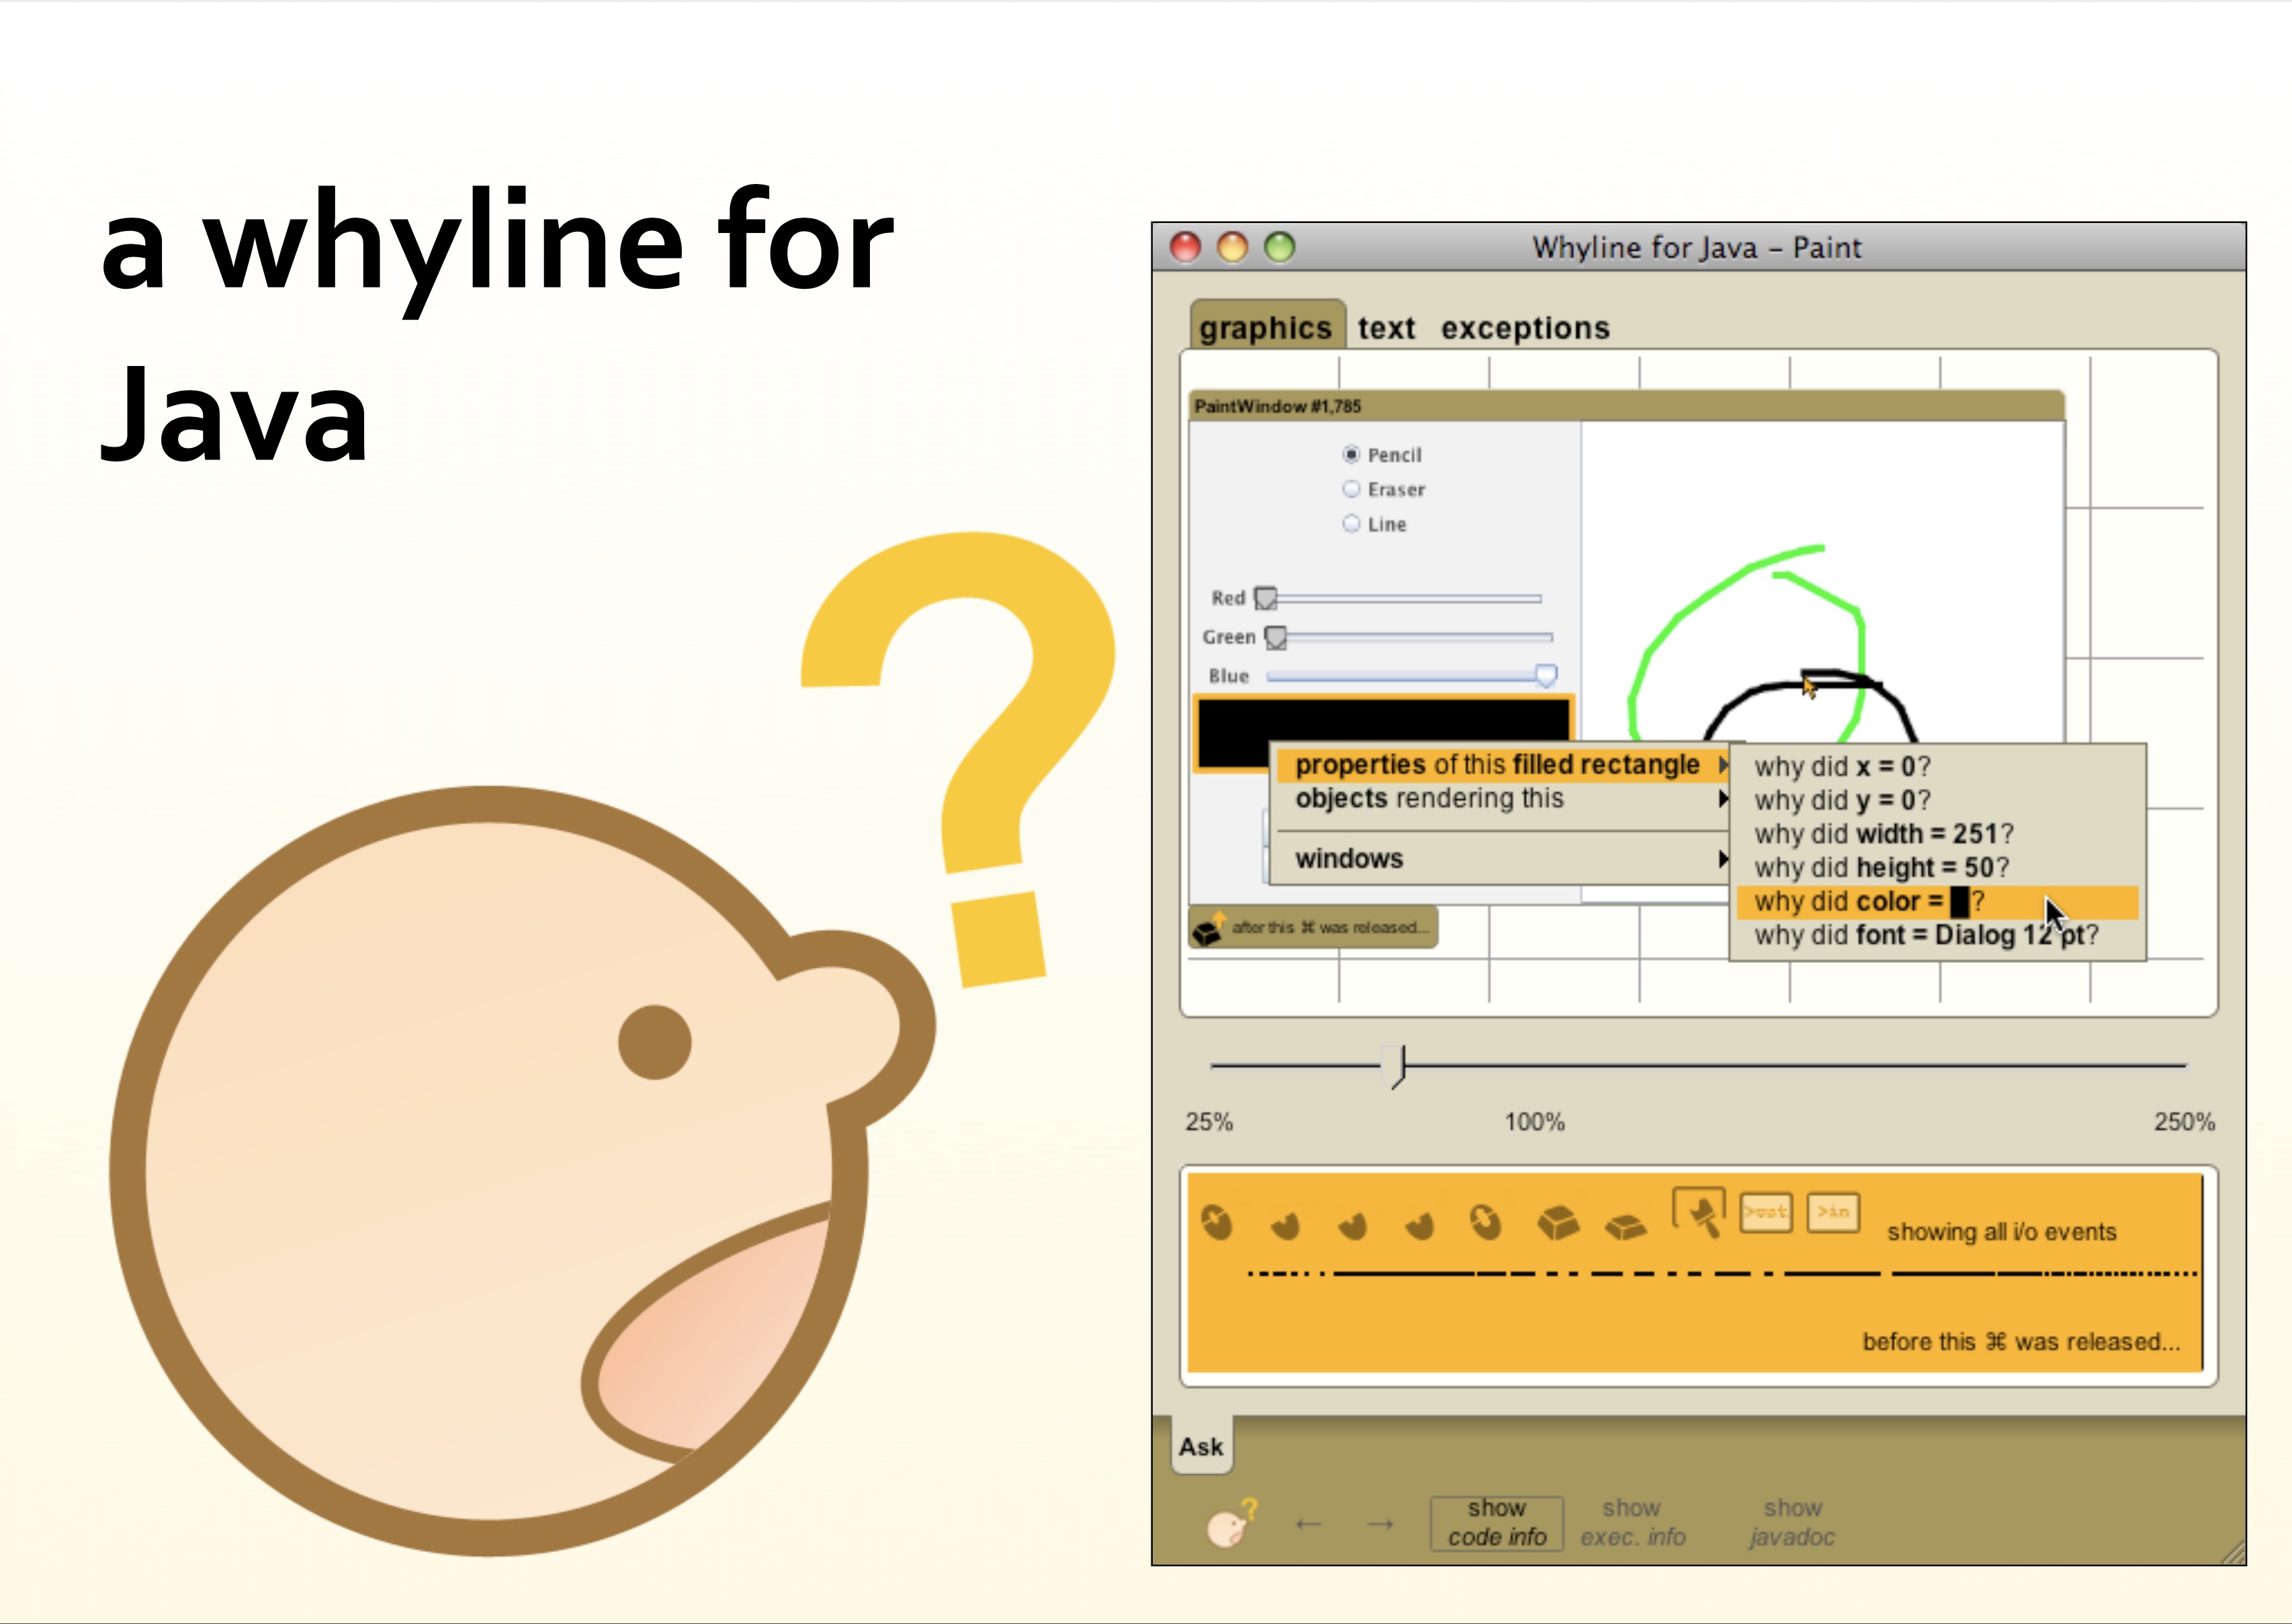 a whyline for
Java
?
Whyline for Java – Paint
graphics text exceptions
PaintWindow #1,785
Pencil
Eraser
Line
Red
Green
Blue
properties of this filled rectangle
objects rendering this
windows
why did x = 0?
why did y = 0?
why did width = 251?
why did height = 50?
why did color = ?
why did font = Dialog 12 pt?
after this ⌘ was released...
25% 100% 250%
>out >in showing all i/o events
before this ⌘ was released...
Ask
? ← → show code info show exec. info show javadoc